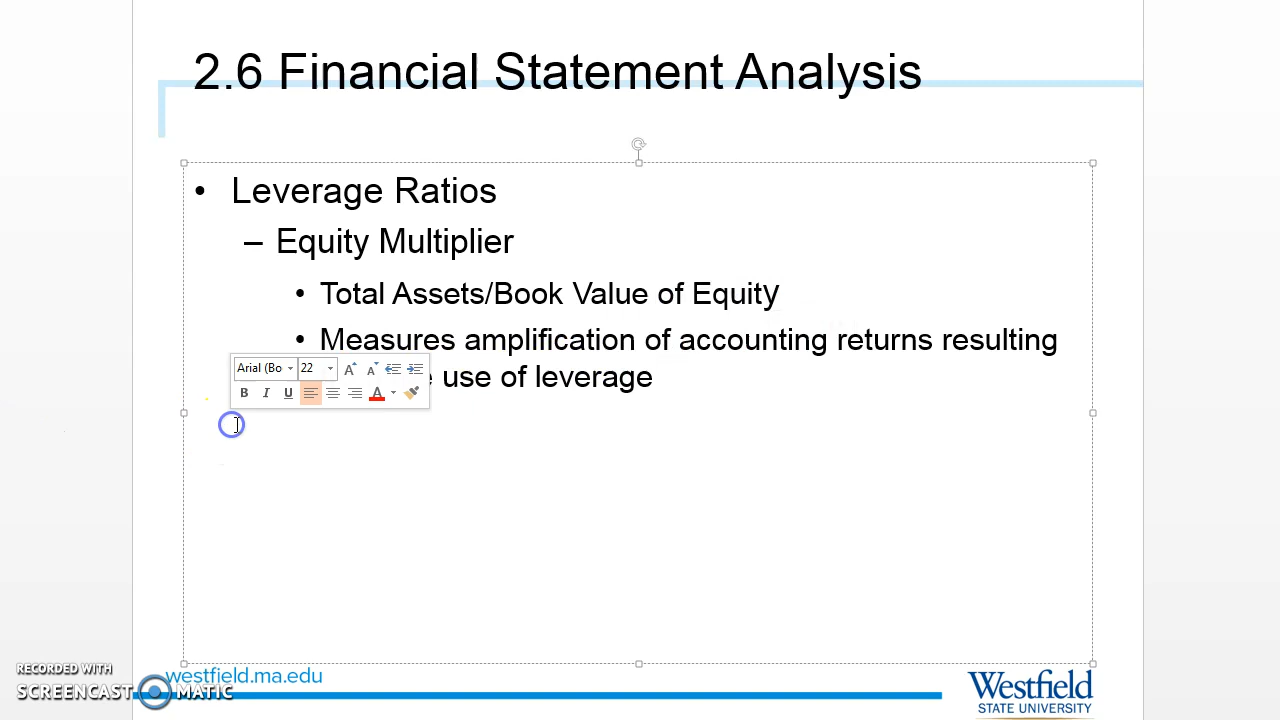 2.6 Financial Statement Analysis
• Leverage Ratios
– Equity Multiplier
• Total Assets/Book Value of Equity
• Measures amplification of accounting returns resulting
use of leverage
Arial (Bo 22 A A
B I U A
westfield.ma.edu
RECORDED WITH
SCREENCAST MATIC
Westfield
STATE UNIVERSITY